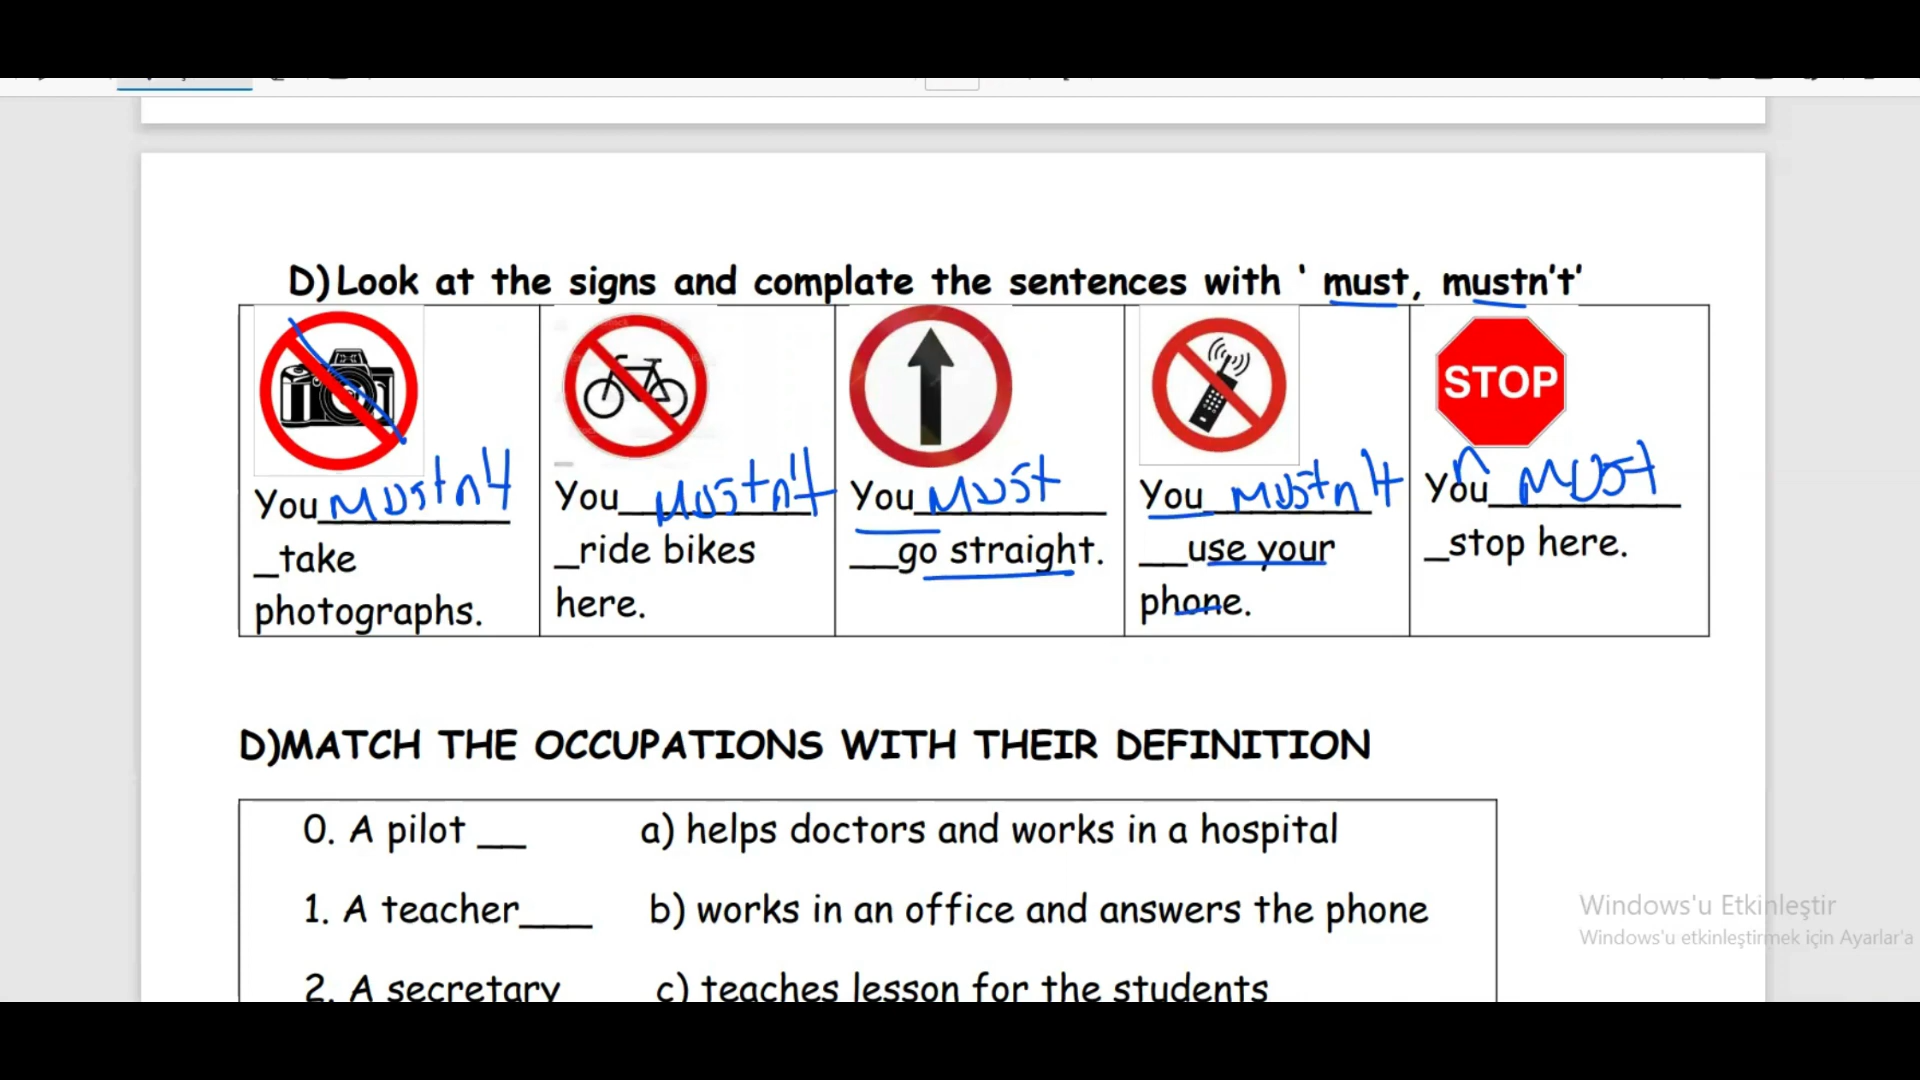 D) Look at the signs and complate the sentences with ‘ must, mustn’t’
STOP
You mustn't
_take
photographs.
You mustn't
_ride bikes
here.
You must
__go straight.
You mustn't
__use your
phone.
You must
_stop here.
D)MATCH THE OCCUPATIONS WITH THEIR DEFINITION
0. A pilot __ a) helps doctors and works in a hospital
1. A teacher___ b) works in an office and answers the phone
2. A secretary c) teaches lesson for the students
Windows'u Etkinleştir
Windows'u etkinleştirmek için Ayarlar'a